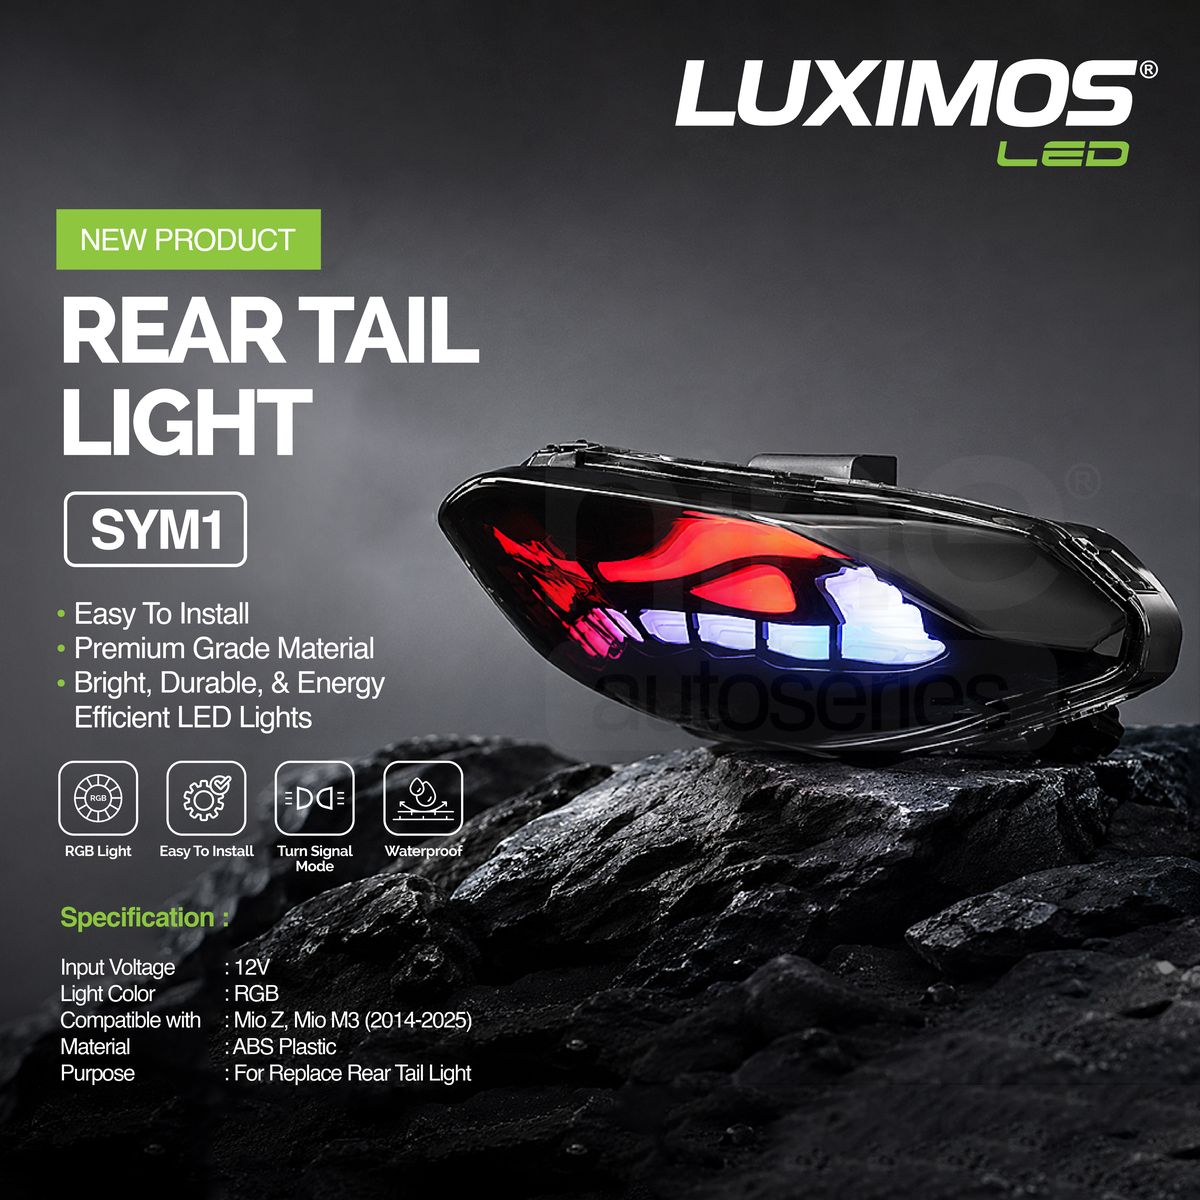 LUXIMOS®
LED
NEW PRODUCT
REAR TAIL
LIGHT
SYM1
• Easy To Install
• Premium Grade Material
• Bright, Durable, & Energy
Efficient LED Lights
RGB
RGB Light
Easy To Install
Turn Signal
Mode
Waterproof
Specification :
Input Voltage : 12V
Light Color : RGB
Compatible with : Mio Z, Mio M3 (2014-2025)
Material : ABS Plastic
Purpose : For Replace Rear Tail Light
®
autoseries